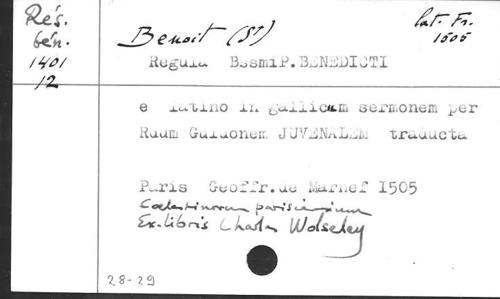 Rés.
bén.
1401
12
Benoit (St)
lat. Fr.
1505
Regula BssmiP.BENEDICTI
e latino in gallicum sermonem per
Rdum Guidonem JUVENALEM traducta
Paris Geoffr.de Marnef 1505
Coelestinorum parisiensium
Ex-libris Charles Wolseley
28-29